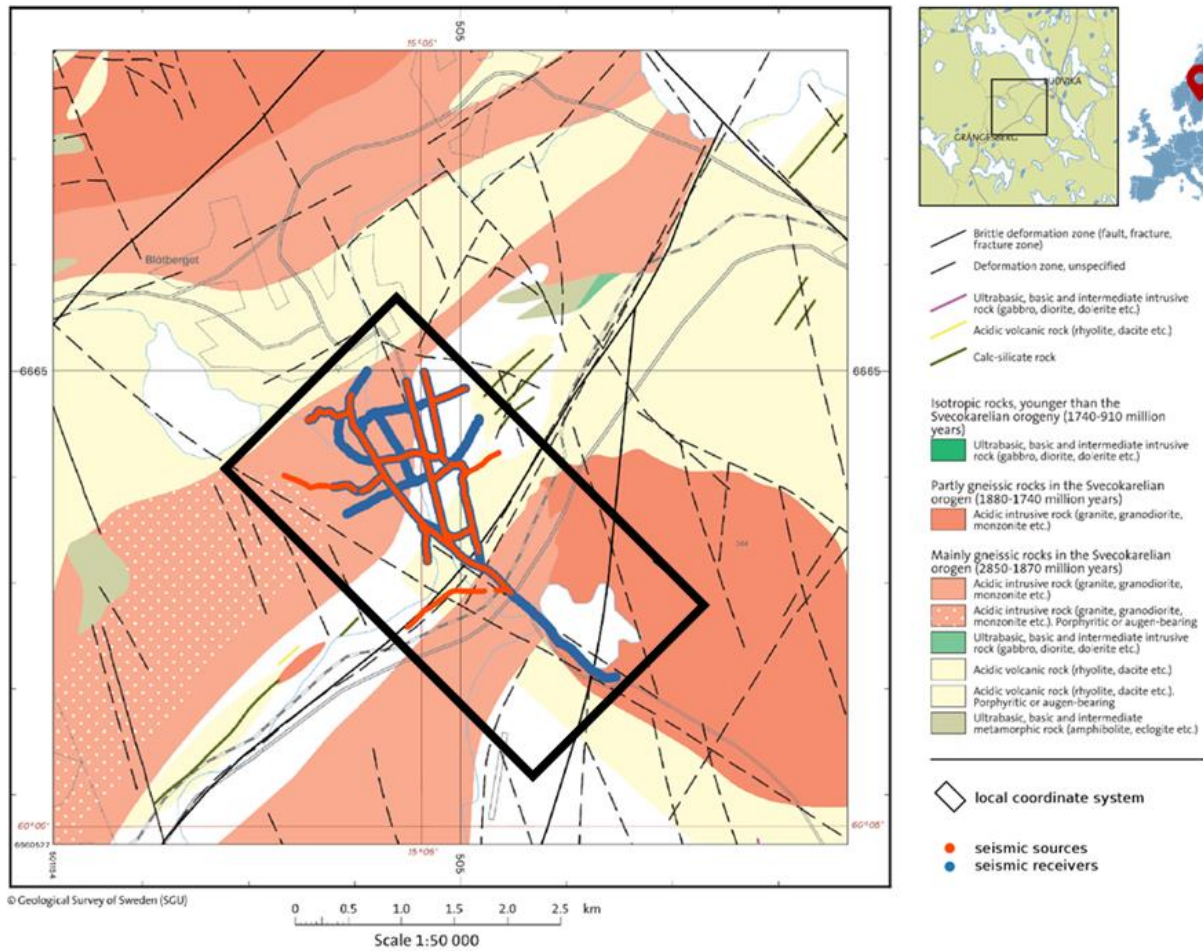 15°06'
505
LUDVIKA
GRÄNGESBERG
Blötberget
6665
6665
344
60°06'
60°06'
6660577
501154
15°06'
505
Brittle deformation zone (fault, fracture,
fracture zone)
Deformation zone, unspecified
Ultrabasic, basic and intermediate intrusive
rock (gabbro, diorite, dolerite etc.)
Acidic volcanic rock (rhyolite, dacite etc.)
Calc-silicate rock
Isotropic rocks, younger than the
Svecokarelian orogeny (1740-910 million
years)
Ultrabasic, basic and intermediate intrusive
rock (gabbro, diorite, dolerite etc.)
Partly gneissic rocks in the Svecokarelian
orogen (1880-1740 million years)
Acidic intrusive rock (granite, granodiorite,
monzonite etc.)
Mainly gneissic rocks in the Svecokarelian
orogen (2850-1870 million years)
Acidic intrusive rock (granite, granodiorite,
monzonite etc.)
Acidic intrusive rock (granite, granodiorite,
monzonite etc.). Porphyritic or augen-bearing
Ultrabasic, basic and intermediate intrusive
rock (gabbro, diorite, dolerite etc.)
Acidic volcanic rock (rhyolite, dacite etc.)
Acidic volcanic rock (rhyolite, dacite etc.).
Porphyritic or augen-bearing
Ultrabasic, basic and intermediate
metamorphic rock (amphibolite, eclogite etc.)
local coordinate system
seismic sources
seismic receivers
© Geological Survey of Sweden (SGU)
0 0.5 1.0 1.5 2.0 2.5 km
Scale 1:50 000